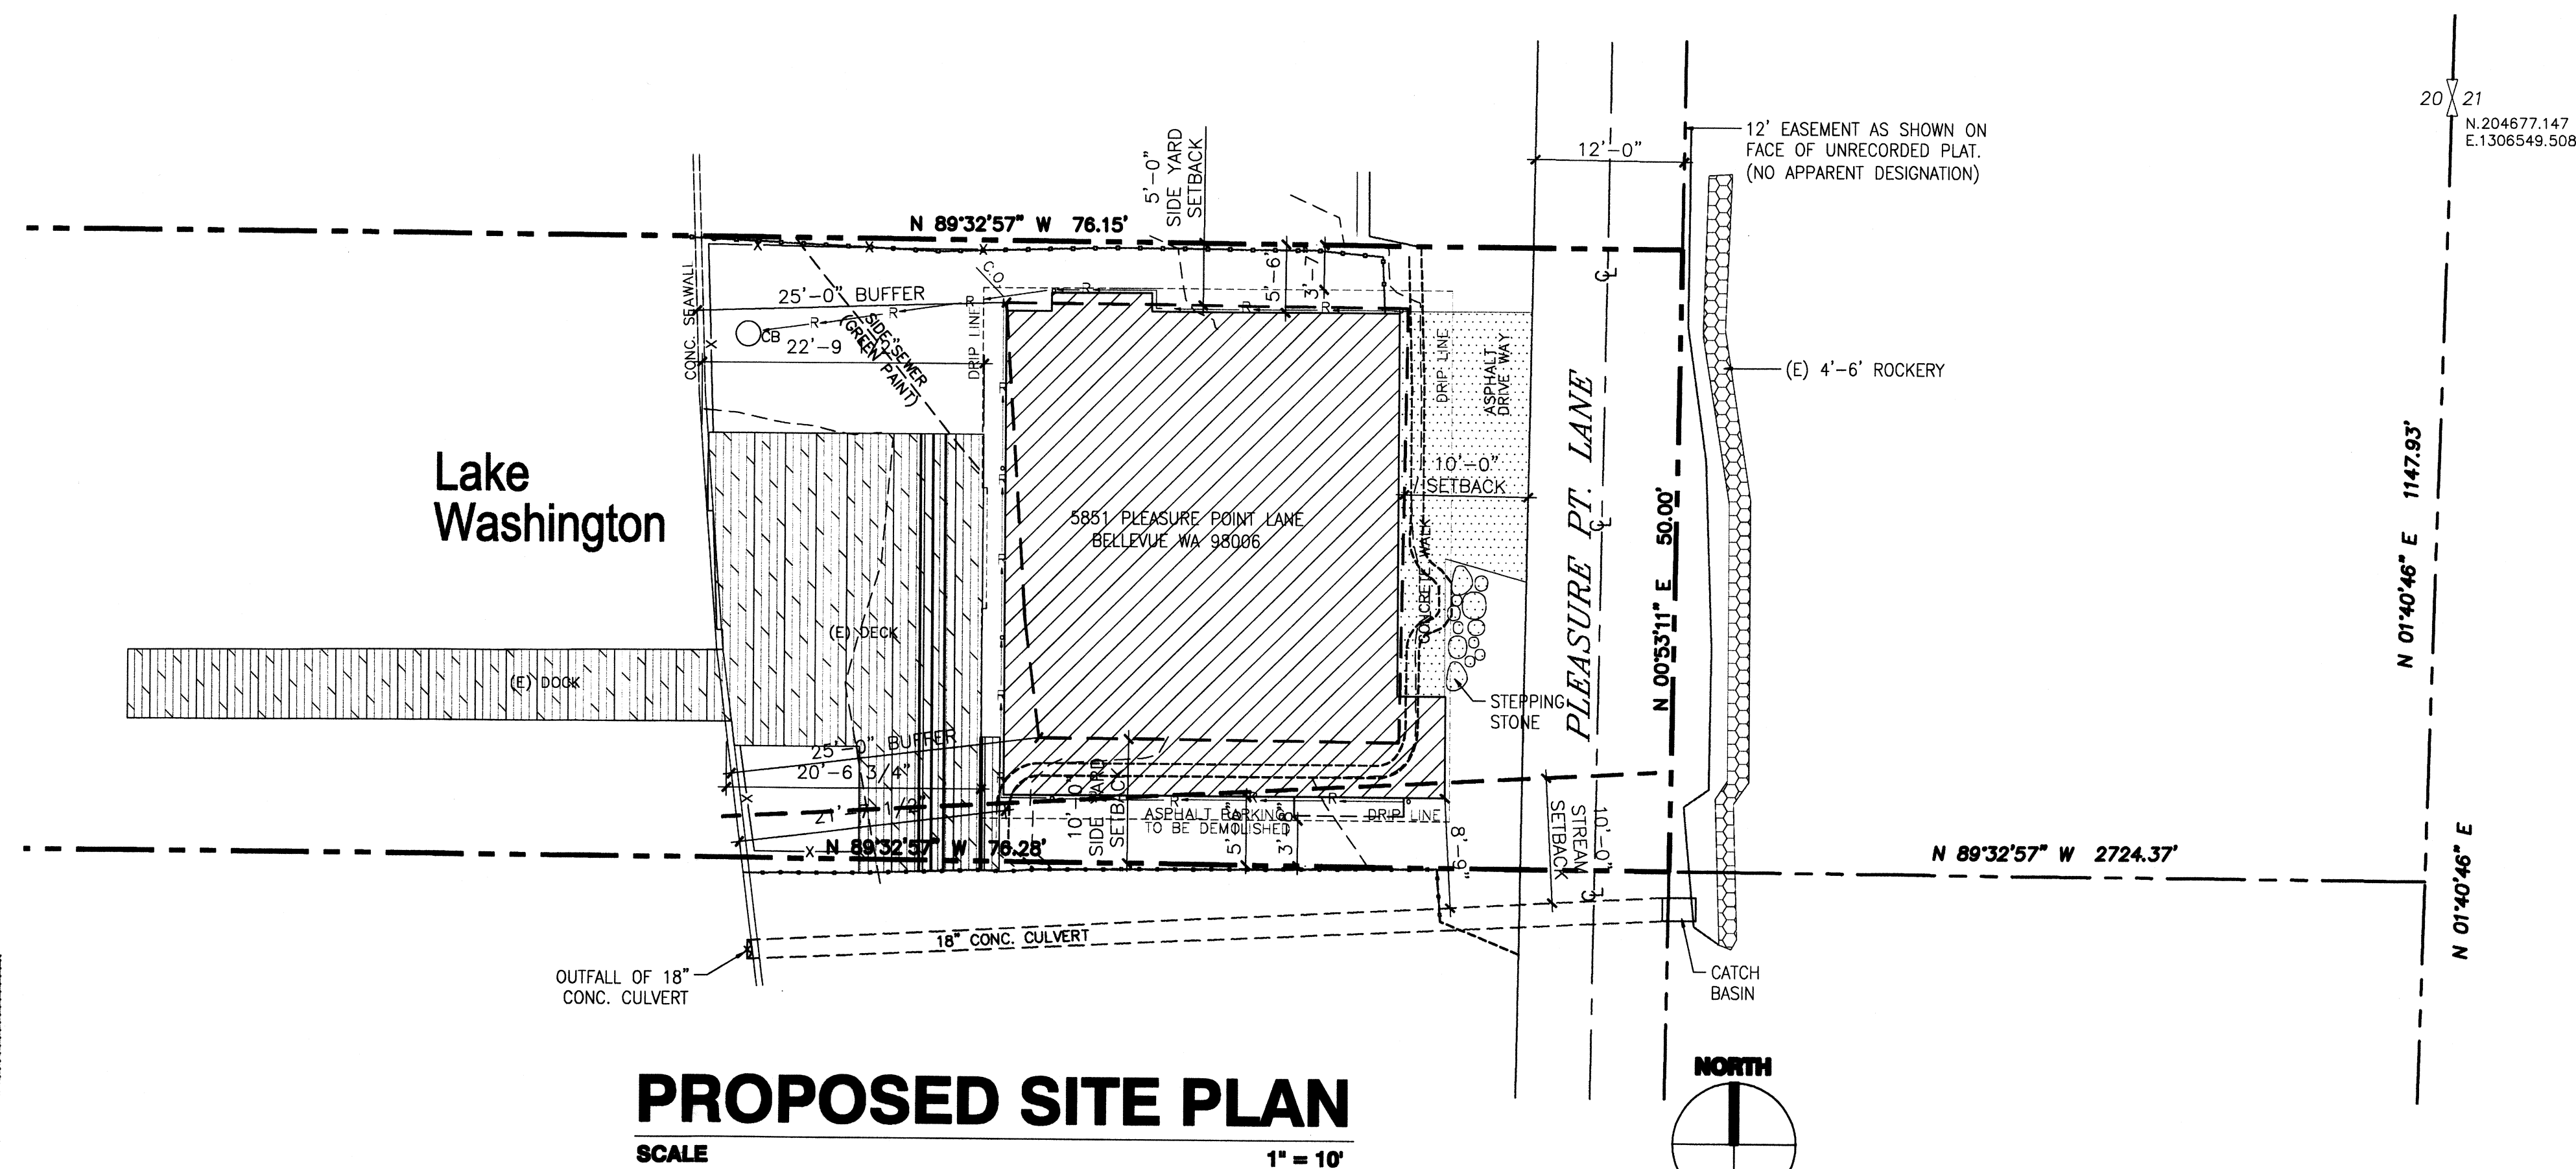 20 21
N.204677.147
E.1306549.508
12' EASEMENT AS SHOWN ON
FACE OF UNRECORDED PLAT.
(NO APPARENT DESIGNATION)
12'-0"
5'-0"
SIDE YARD
SETBACK
N 89°32'57" W 76.15'
CONC. SEAWALL
25'-0" BUFFER
C.O.
R
R
R
R
R
R
5'-6"
3'-7"
CB
22'-9
SIDE SEWER
(GREEN PAINT)
DRIP LINE
DRIP LINE
ASPHALT
DRIVE WAY
(E) 4'-6' ROCKERY
Lake
Washington
10'-0"
SETBACK
5851 PLEASURE POINT LANE
BELLEVUE WA 98006
CONCRETE WALK
PLEASURE PT. LANE
N 00°53'11" E 50.00'
N 01°40'46" E 1147.93'
(E) DECK
(E) DOCK
STEPPING
STONE
25'-0" BUFFER
20'-6 3/4"
21' 7 1/2"
10'-0"
SIDE YARD
SETBACK
R
R
R
ASPHALT PARKING
TO BE DEMOLISHED
DRIP LINE
8'-6"
10'-0"
STREAM
SETBACK
N 89°32'57" W 76.28'
N 89°32'57" W 2724.37'
N 01°40'46" E
18" CONC. CULVERT
OUTFALL OF 18"
CONC. CULVERT
CATCH
BASIN
PROPOSED SITE PLAN
SCALE 1" = 10'
NORTH